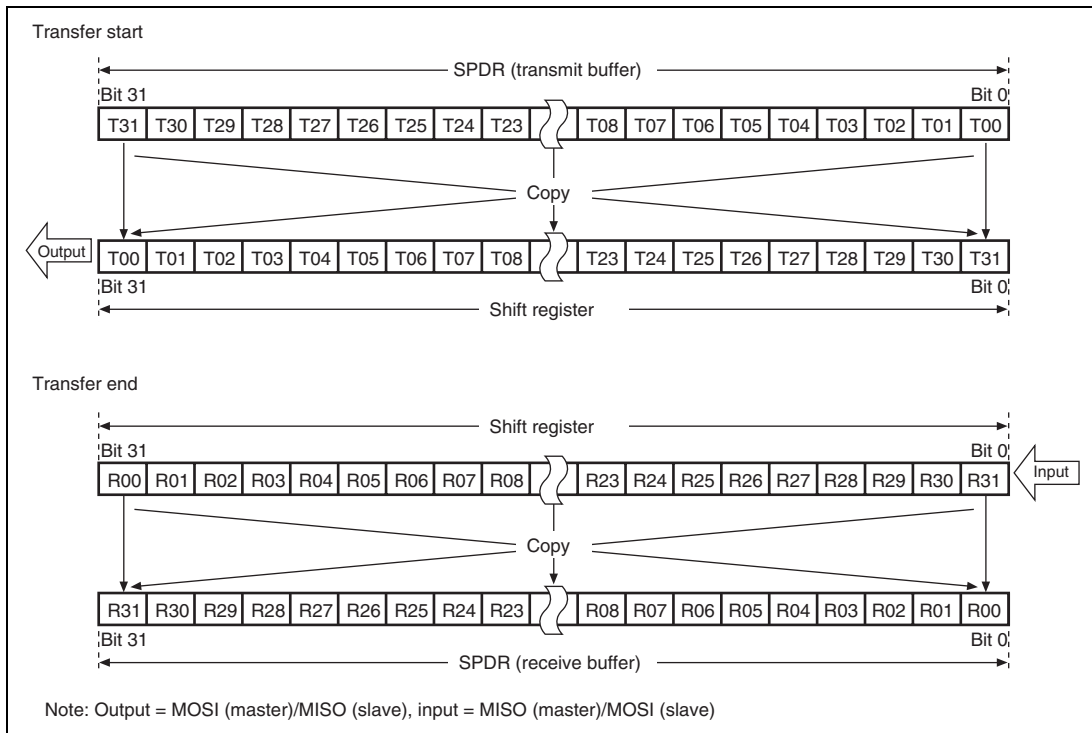 Transfer start
SPDR (transmit buffer)
Bit 31 Bit 0
T31 T30 T29 T28 T27 T26 T25 T24 T23 T08 T07 T06 T05 T04 T03 T02 T01 T00
Copy
Output T00 T01 T02 T03 T04 T05 T06 T07 T08 T23 T24 T25 T26 T27 T28 T29 T30 T31
Bit 31 Bit 0
Shift register
Transfer end
Shift register
Bit 31 Bit 0
R00 R01 R02 R03 R04 R05 R06 R07 R08 R23 R24 R25 R26 R27 R28 R29 R30 R31 Input
Copy
R31 R30 R29 R28 R27 R26 R25 R24 R23 R08 R07 R06 R05 R04 R03 R02 R01 R00
Bit 31 Bit 0
SPDR (receive buffer)
Note: Output = MOSI (master)/MISO (slave), input = MISO (master)/MOSI (slave)